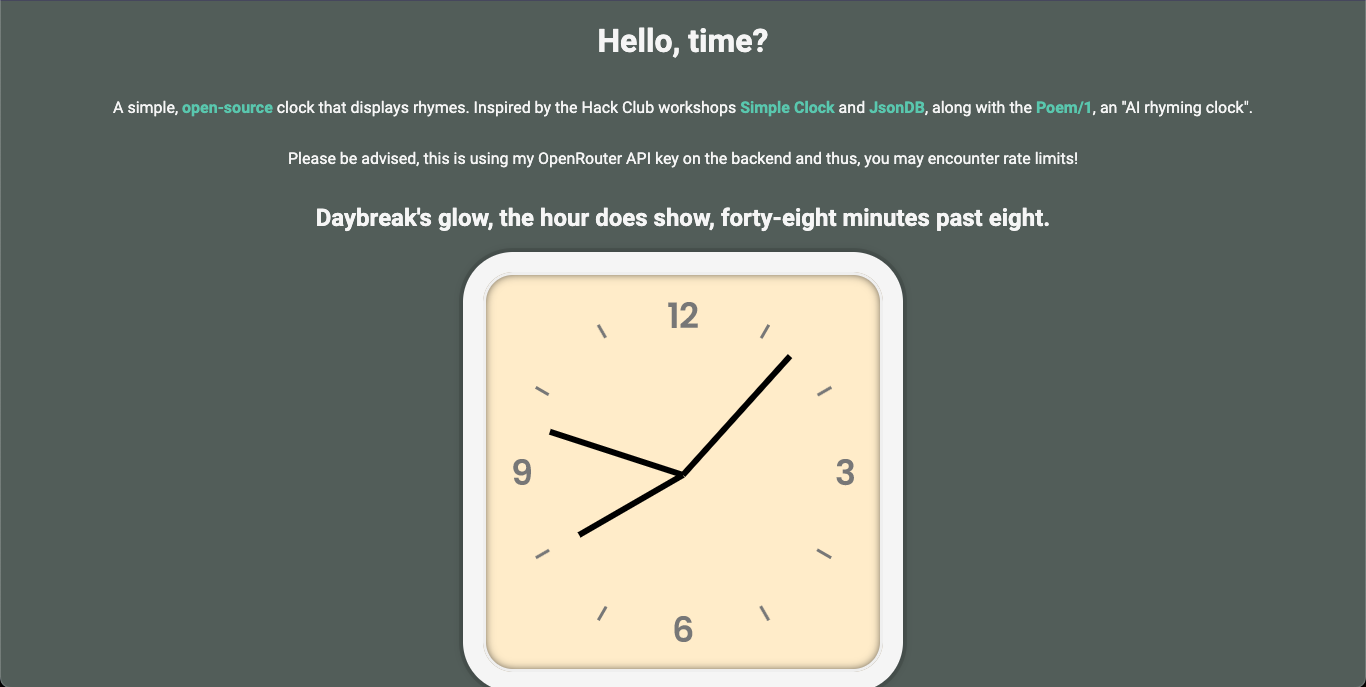 Hello, time?
A simple, open-source clock that displays rhymes. Inspired by the Hack Club workshops Simple Clock and JsonDB, along with the Poem/1, an "AI rhyming clock".
Please be advised, this is using my OpenRouter API key on the backend and thus, you may encounter rate limits!
Daybreak's glow, the hour does show, forty-eight minutes past eight.
12
9
3
6